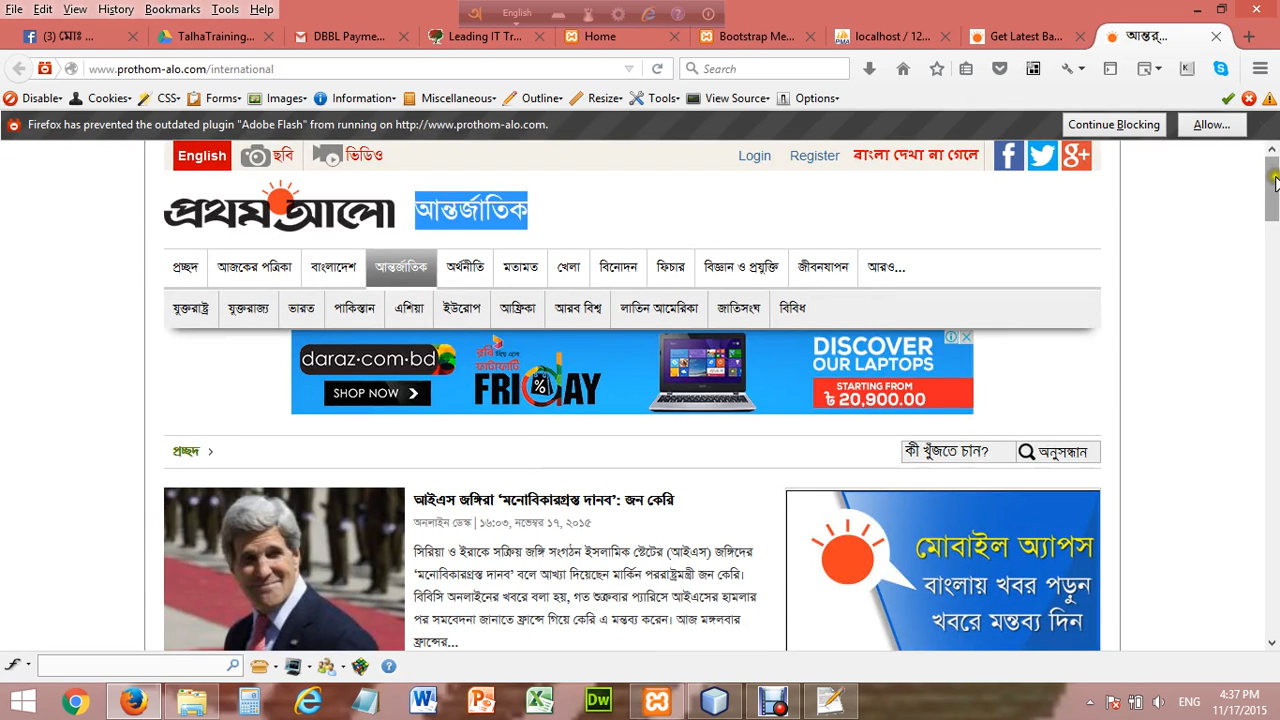 File Edit View History Bookmarks Tools Help
অ English
(3) মোঃ ...
TalhaTraining...
DBBL Payme...
Leading IT Tr...
Home
Bootstrap Me...
localhost / 12...
Get Latest Ba...
আন্তর্...
www.prothom-alo.com/international
Search
Disable Cookies CSS Forms Images Information Miscellaneous Outline Resize Tools View Source Options
Firefox has prevented the outdated plugin "Adobe Flash" from running on http://www.prothom-alo.com.
Continue Blocking
Allow...
English ছবি ভিডিও
Login Register বাংলা দেখা না গেলে
প্রথম আলো আন্তর্জাতিক
প্রচ্ছদ আজকের পত্রিকা বাংলাদেশ আন্তর্জাতিক অর্থনীতি মতামত খেলা বিনোদন ফিচার বিজ্ঞান ও প্রযুক্তি জীবনযাপন আরও...
যুক্তরাষ্ট্র যুক্তরাজ্য ভারত পাকিস্তান এশিয়া ইউরোপ আফ্রিকা আরব বিশ্ব লাতিন আমেরিকা জাতিসংঘ বিবিধ
daraz.com.bd
SHOP NOW
FRIDAY
DISCOVER
OUR LAPTOPS
STARTING FROM
৳ 20,900.00
প্রচ্ছদ ›
কী খুঁজতে চান? অনুসন্ধান
আইএস জঙ্গিরা ‘মনোবিকারগ্রস্ত দানব’: জন কেরি
অনলাইন ডেস্ক | ১৬:০৩, নভেম্বর ১৭, ২০১৫
সিরিয়া ও ইরাকে সক্রিয় জঙ্গি সংগঠন ইসলামিক স্টেটের (আইএস) জঙ্গিদের
‘মনোবিকারগ্রস্ত দানব’ বলে আখ্যা দিয়েছেন মার্কিন পররাষ্ট্রমন্ত্রী জন কেরি।
বিবিসি অনলাইনের খবরে বলা হয়, গত শুক্রবার প্যারিসে আইএসের হামলার
পর সমবেদনা জানাতে ফ্রান্সে গিয়ে কেরি এ মন্তব্য করেন। আজ মঙ্গলবার
ফ্রান্সের...
মোবাইল অ্যাপস
বাংলায় খবর পড়ুন
খবরে মন্তব্য দিন
ENG
4:37 PM
11/17/2015